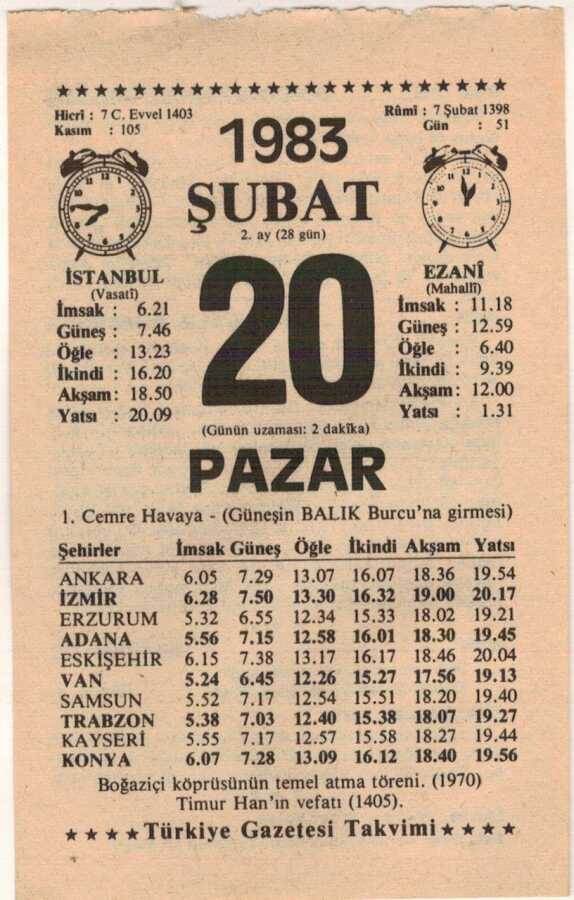 ★★★★★★★★★★★★★★★★★★★★★★★★
Hicrî : 7 C. Evvel 1403
Kasım : 105
Rûmî : 7 Şubat 1398
Gün : 51
1983
ŞUBAT
2. ay (28 gün)
20
(Günün uzaması: 2 dakîka)
PAZAR
İSTANBUL
(Vasatî)
İmsak : 6.21
Güneş : 7.46
Öğle : 13.23
İkindi : 16.20
Akşam: 18.50
Yatsı : 20.09
EZANÎ
(Mahallî)
İmsak : 11.18
Güneş : 12.59
Öğle : 6.40
İkindi : 9.39
Akşam: 12.00
Yatsı : 1.31
1. Cemre Havaya - (Güneşin BALIK Burcu'na girmesi)
Şehirler İmsak Güneş Öğle İkindi Akşam Yatsı
ANKARA 6.05 7.29 13.07 16.07 18.36 19.54
İZMİR 6.28 7.50 13.30 16.32 19.00 20.17
ERZURUM 5.32 6.55 12.34 15.33 18.02 19.21
ADANA 5.56 7.15 12.58 16.01 18.30 19.45
ESKİŞEHİR 6.15 7.38 13.17 16.17 18.46 20.04
VAN 5.24 6.45 12.26 15.27 17.56 19.13
SAMSUN 5.52 7.17 12.54 15.51 18.20 19.40
TRABZON 5.38 7.03 12.40 15.38 18.07 19.27
KAYSERİ 5.55 7.17 12.57 15.58 18.27 19.44
KONYA 6.07 7.28 13.09 16.12 18.40 19.56
Boğaziçi köprüsünün temel atma töreni. (1970)
Timur Han'ın vefatı (1405).
★★★★Türkiye Gazetesi Takvimi★★★★